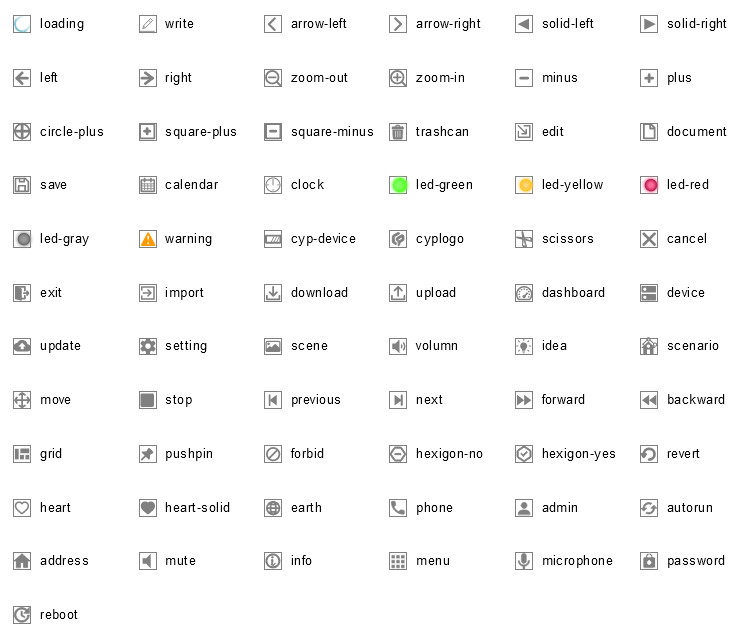 loading write arrow-left arrow-right solid-left solid-right
left right zoom-out zoom-in minus plus
circle-plus square-plus square-minus trashcan edit document
save calendar clock led-green led-yellow led-red
led-gray warning cyp-device cyplogo scissors cancel
exit import download upload dashboard device
update setting scene volumn idea scenario
move stop previous next forward backward
grid pushpin forbid hexigon-no hexigon-yes revert
heart heart-solid earth phone admin autorun
address mute info menu microphone password
reboot